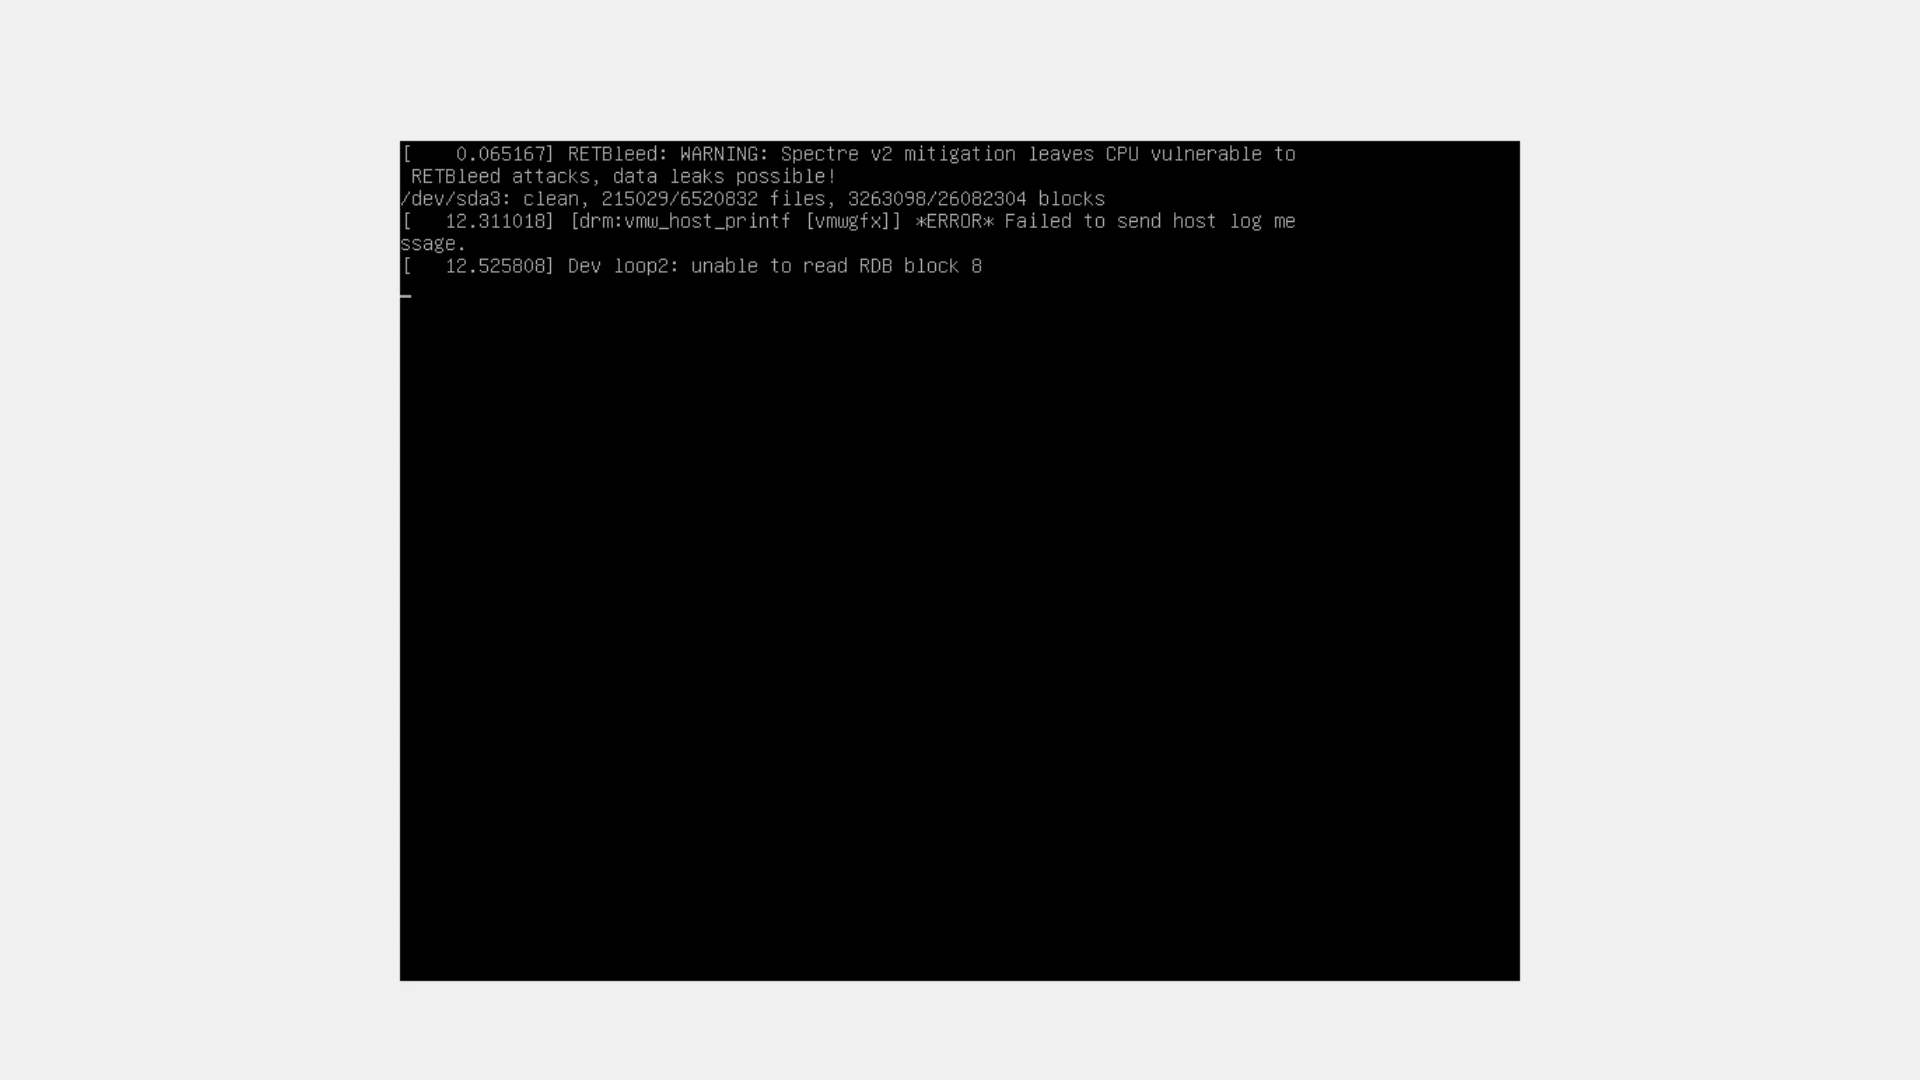 [    0.065167] RETBleed: WARNING: Spectre v2 mitigation leaves CPU vulnerable to
 RETBleed attacks, data leaks possible!
/dev/sda3: clean, 215029/6520832 files, 3263098/26082304 blocks
[   12.311018] [drm:vmw_host_printf [vmwgfx]] *ERROR* Failed to send host log me
ssage.
[   12.525808] Dev loop2: unable to read RDB block 8